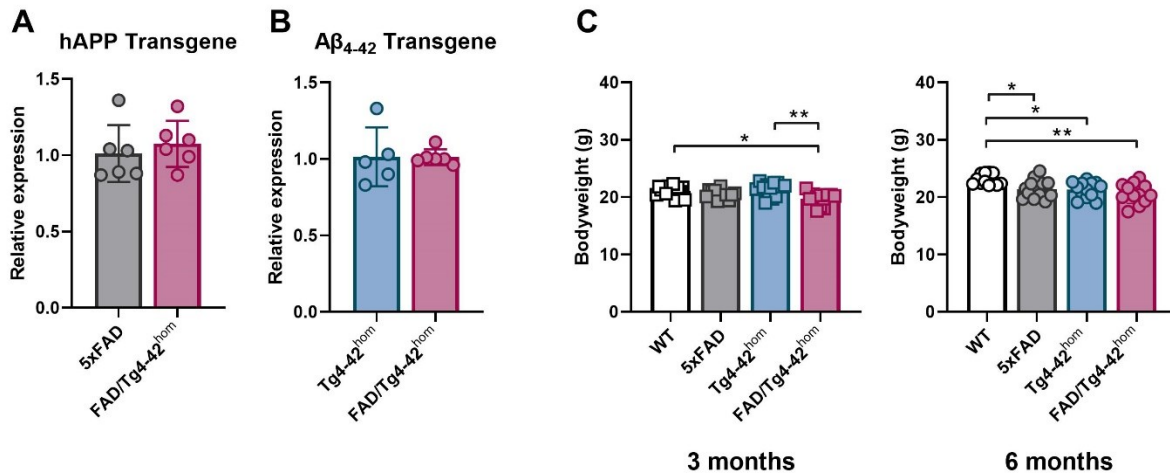 A
hAPP Transgene
Relative expression
1.5
1.0
0.5
0.0
5xFAD
FAD/Tg4-42hom
B
Aβ4-42 Transgene
Relative expression
1.5
1.0
0.5
0.0
Tg4-42hom
FAD/Tg4-42hom
C
Bodyweight (g)
40
30
20
10
0
*
**
WT
5xFAD
Tg4-42hom
FAD/Tg4-42hom
3 months
Bodyweight (g)
40
30
20
10
0
*
*
**
WT
5xFAD
Tg4-42hom
FAD/Tg4-42hom
6 months